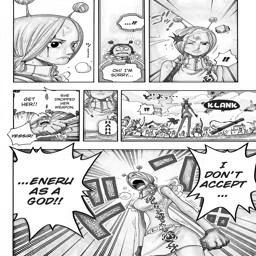 ...!!
OH! I'M
SORRY...
!!
GET
HER!!
SHE
DROPPED
HER
WEAPON.
YESSIR!
!!
KLANK
...ENERU
AS A
GOD!!
I
DON'T
ACCEPT
...